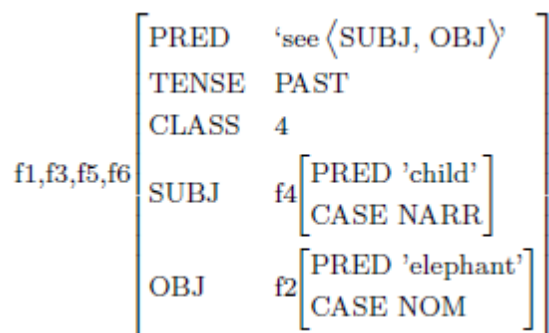 PRED ‘see ⟨SUBJ, OBJ⟩’
TENSE PAST
CLASS 4
f1,f3,f5,f6
SUBJ f4 PRED ’child’
CASE NARR
OBJ f2 PRED ’elephant’
CASE NOM